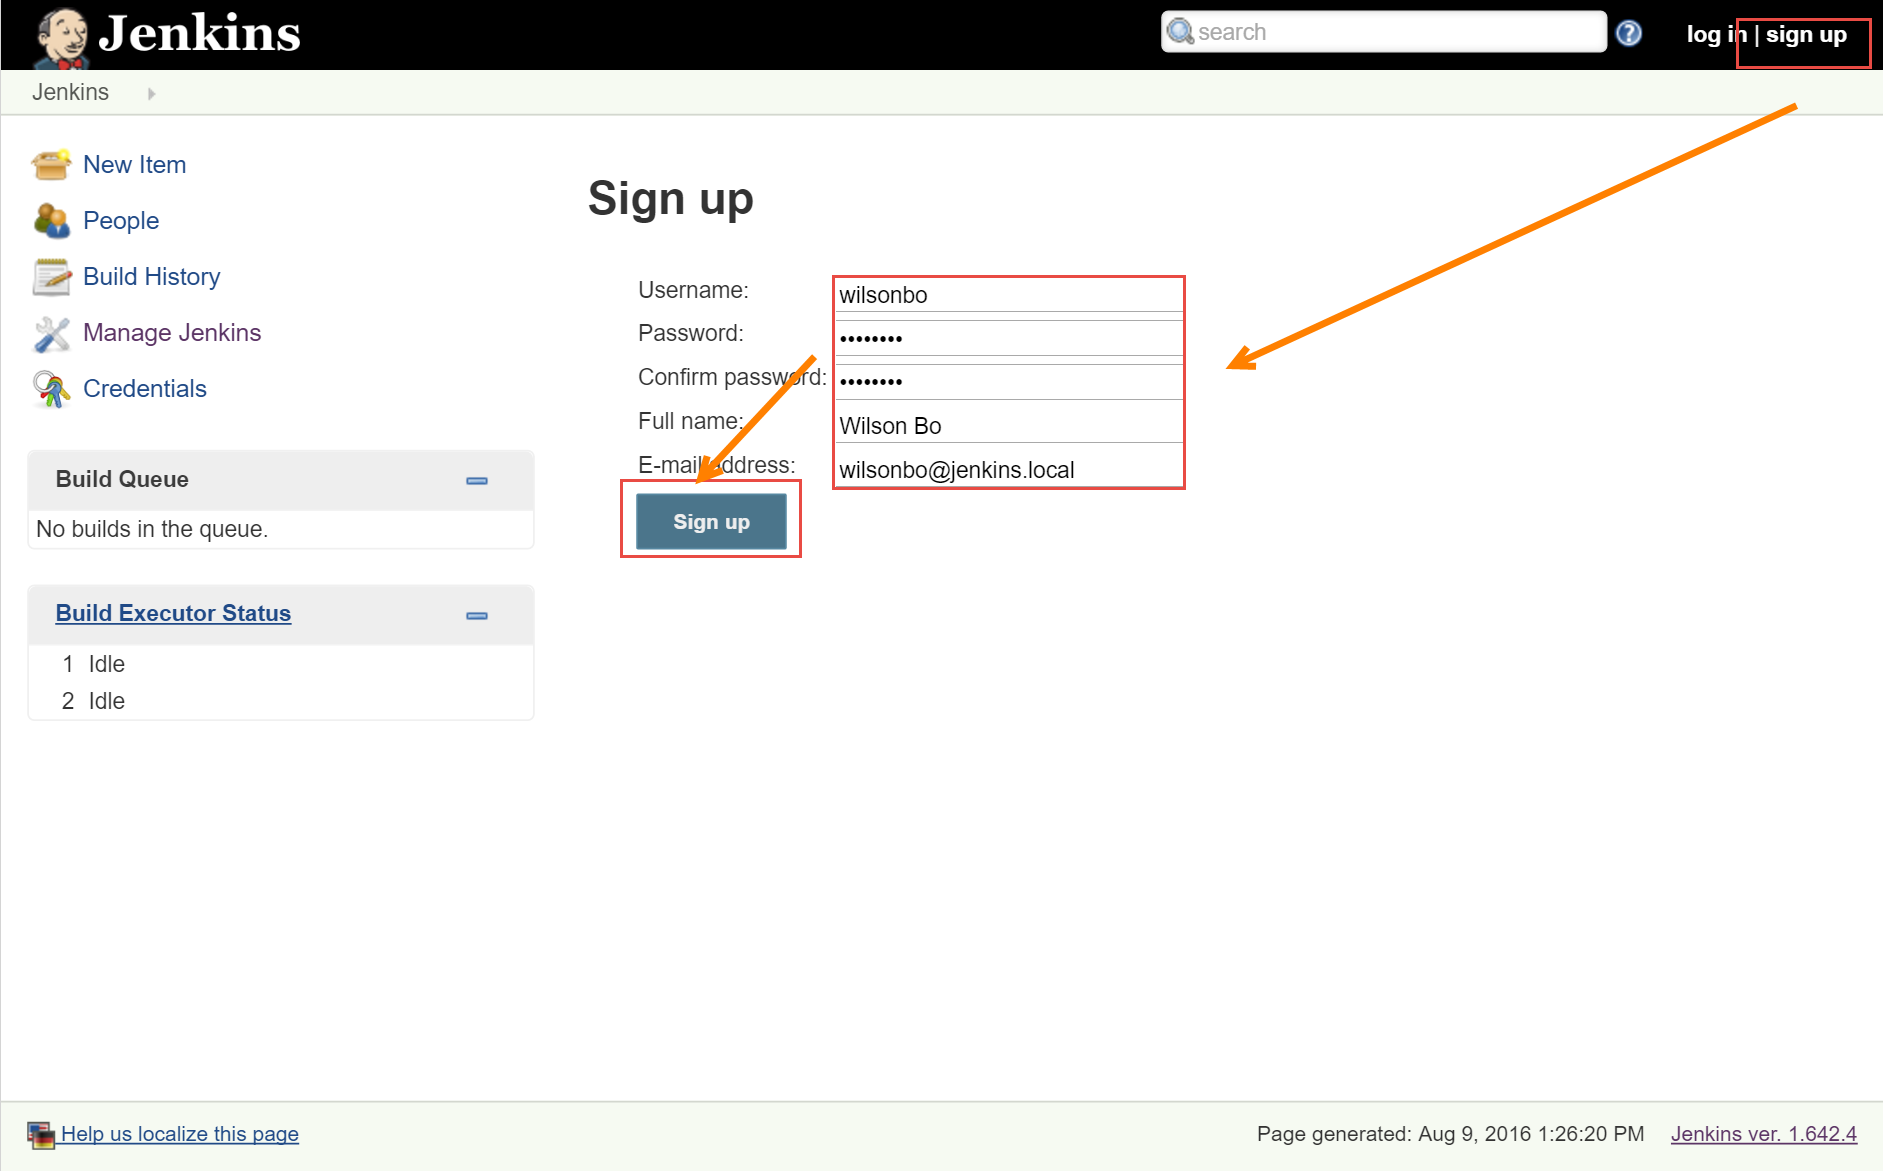 Jenkins
search
log in | sign up
Jenkins
New Item
People
Build History
Manage Jenkins
Credentials
Build Queue
No builds in the queue.
Build Executor Status
1 Idle
2 Idle
Sign up
Username: wilsonbo
Password: ••••••••
Confirm password: ••••••••
Full name: Wilson Bo
E-mail address: wilsonbo@jenkins.local
Sign up
Help us localize this page
Page generated: Aug 9, 2016 1:26:20 PM Jenkins ver. 1.642.4